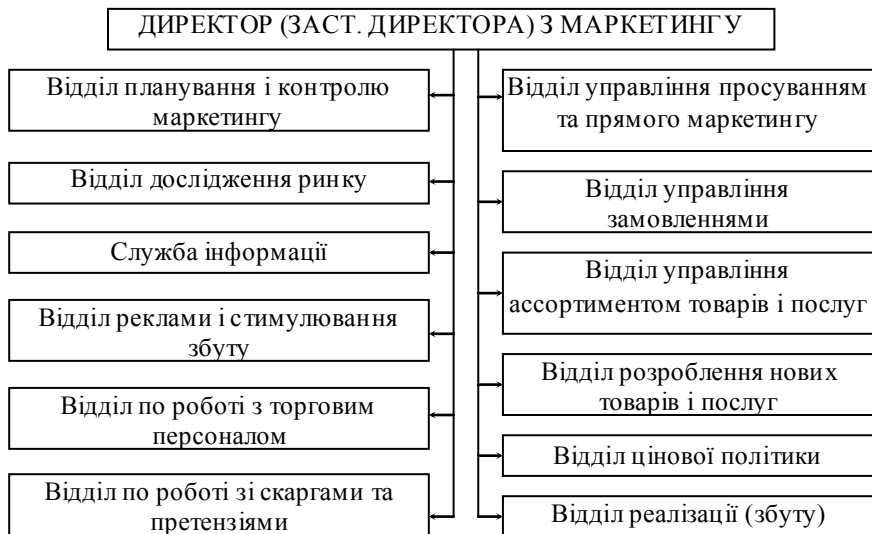 ДИРЕКТОР (ЗАСТ. ДИРЕКТОРА) З МАРКЕТИНГУ
Відділ планування і контролю
маркетингу
Відділ дослідження ринку
Служба інформації
Відділ реклами і стимулювання
збуту
Відділ по роботі з торговим
персоналом
Відділ по роботі зі скаргами та
претензіями
Відділ управління просуванням
та прямого маркетингу
Відділ управління
замовленнями
Відділ управління
ассортиментом товарів і послуг
Відділ розроблення нових
товарів і послуг
Відділ цінової політики
Відділ реалізації (збуту)